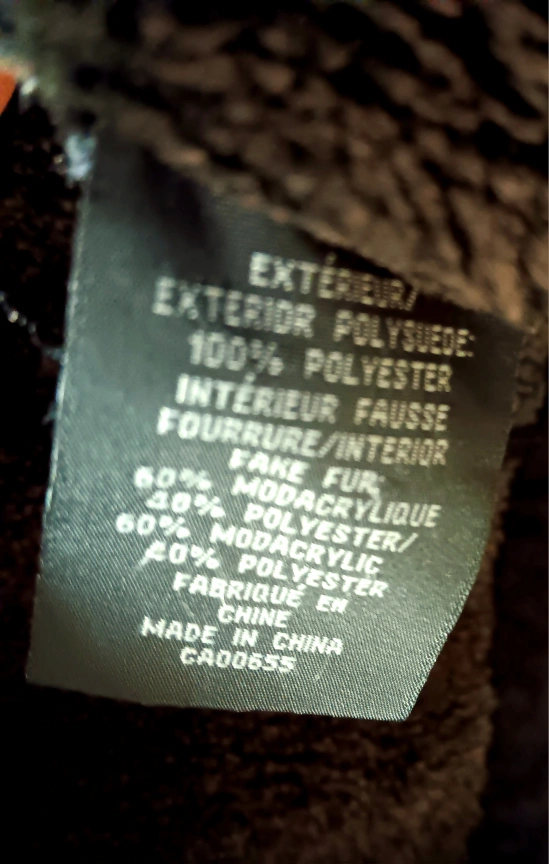 EXTÉRIEUR/
EXTERIOR POLYSUEDE:
100% POLYESTER
INTÉRIEUR FAUSSE
FOURRURE/INTERIOR
FAKE FUR:
60% MODACRYLIQUE
40% POLYESTER/
60% MODACRYLIC
40% POLYESTER
FABRIQUÉ EN
CHINE
MADE IN CHINA
CA00655